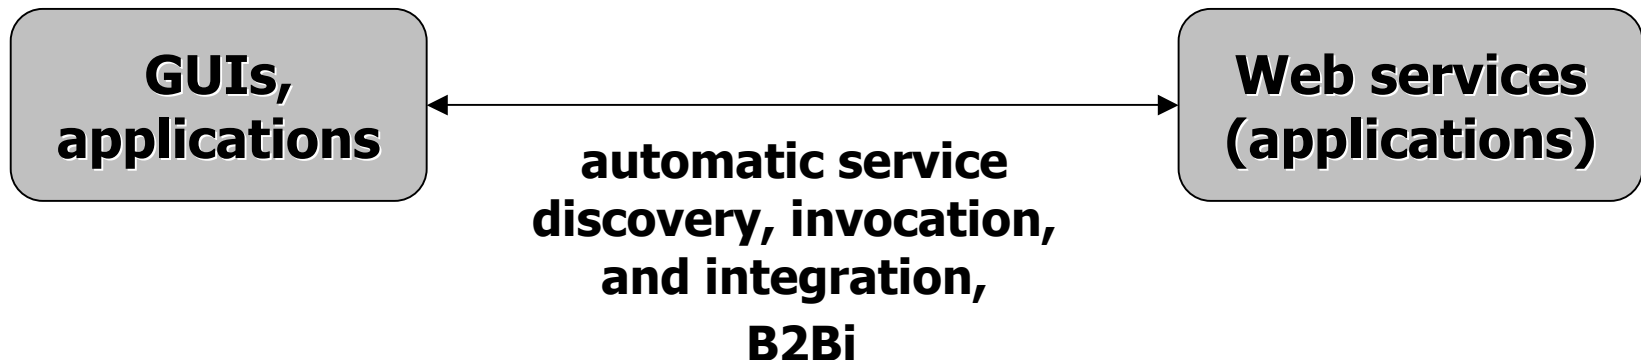 GUIs,
applications
Web services
(applications)
automatic service
discovery, invocation,
and integration,
B2Bi